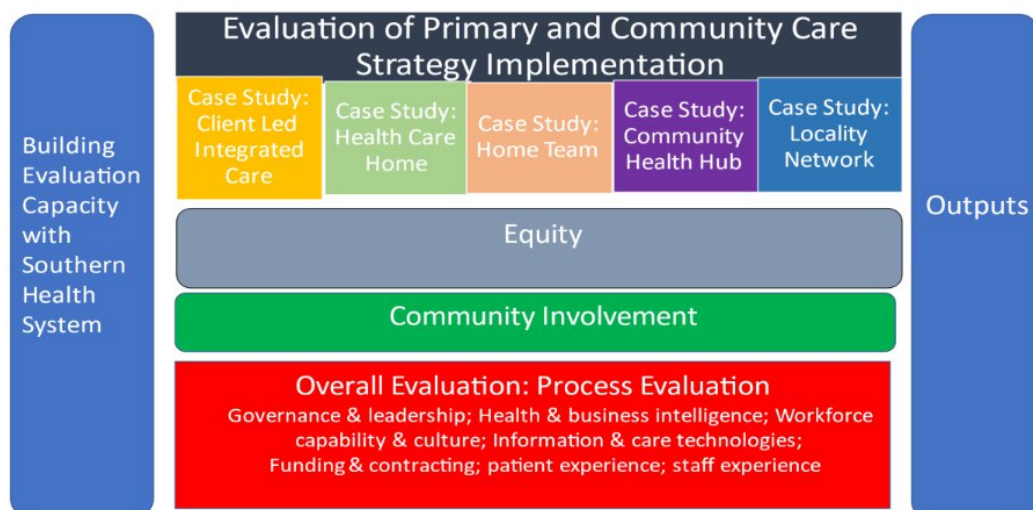 Building
Evaluation
Capacity
with
Southern
Health
System
Evaluation of Primary and Community Care
Strategy Implementation
Case Study:
Client Led
Integrated
Care
Case Study:
Health Care
Home
Case Study:
Home Team
Case Study:
Community
Health Hub
Case Study:
Locality
Network
Equity
Community Involvement
Overall Evaluation: Process Evaluation
Governance & leadership; Health & business intelligence; Workforce
capability & culture; Information & care technologies;
Funding & contracting; patient experience; staff experience
Outputs